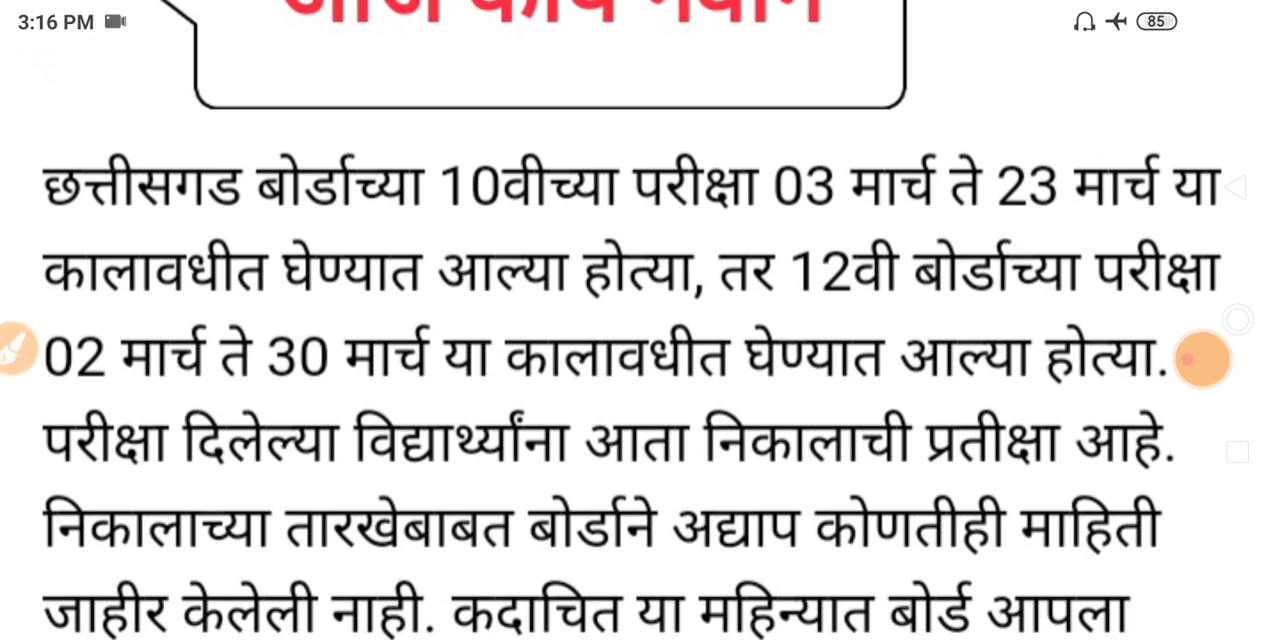 3:16 PM
85
छत्तीसगड बोर्डाच्या 10वीच्या परीक्षा 03 मार्च ते 23 मार्च या
कालावधीत घेण्यात आल्या होत्या, तर 12वी बोर्डाच्या परीक्षा
02 मार्च ते 30 मार्च या कालावधीत घेण्यात आल्या होत्या.
परीक्षा दिलेल्या विद्यार्थ्यांना आता निकालाची प्रतीक्षा आहे.
निकालाच्या तारखेबाबत बोर्डाने अद्याप कोणतीही माहिती
जाहीर केलेली नाही. कदाचित या महिन्यात बोर्ड आपला